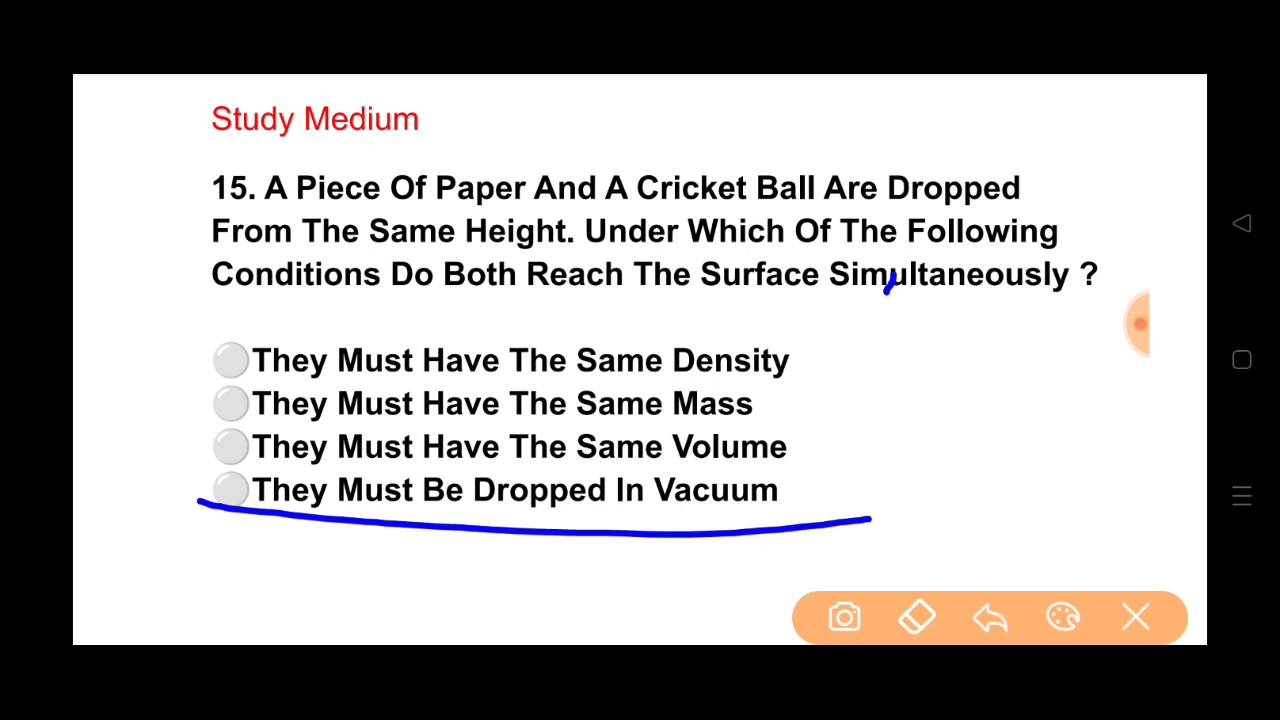 Study Medium
15. A Piece Of Paper And A Cricket Ball Are Dropped
From The Same Height. Under Which Of The Following
Conditions Do Both Reach The Surface Simultaneously ?
They Must Have The Same Density
They Must Have The Same Mass
They Must Have The Same Volume
They Must Be Dropped In Vacuum